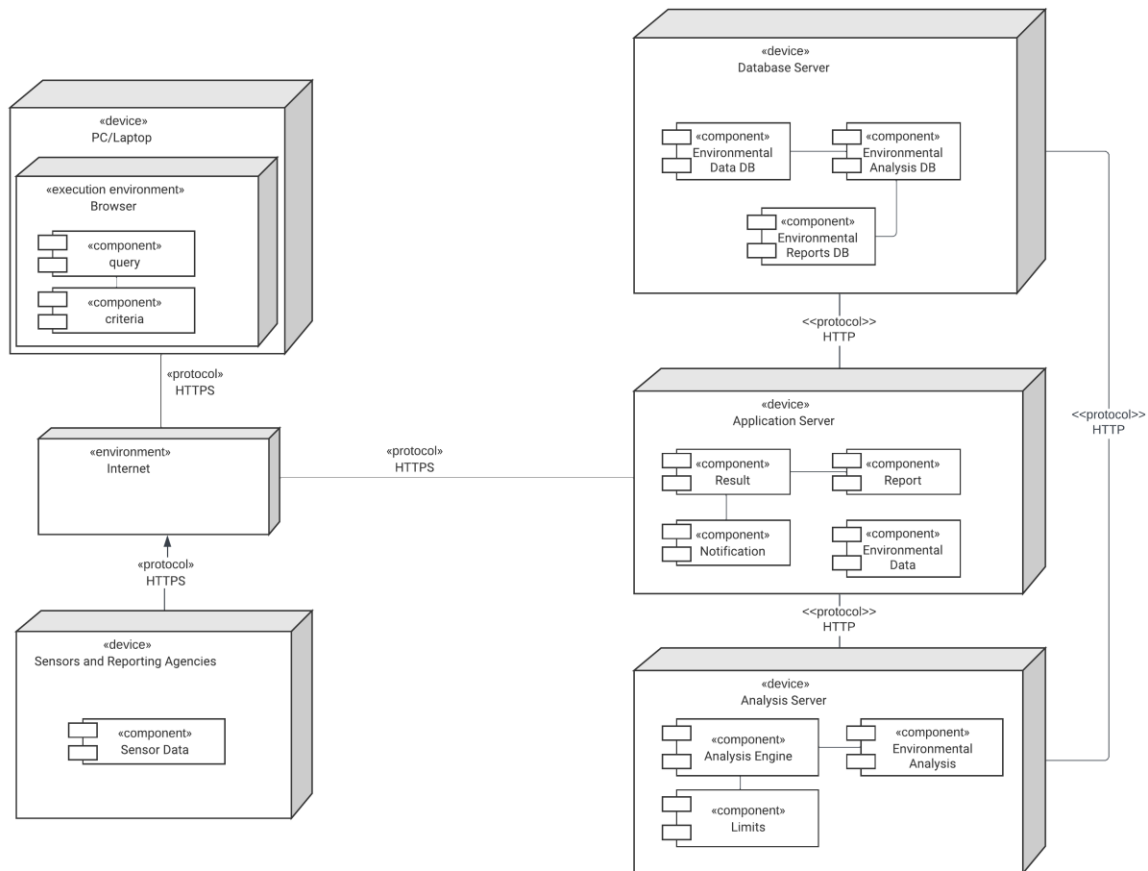 «device»
PC/Laptop
«execution environment»
Browser
«component»
query
«component»
criteria
«protocol»
HTTPS
«environment»
Internet
«protocol»
HTTPS
«protocol»
HTTPS
«device»
Sensors and Reporting Agencies
«component»
Sensor Data
«device»
Database Server
«component»
Environmental
Data DB
«component»
Environmental
Analysis DB
«component»
Environmental
Reports DB
<<protocol>>
HTTP
«device»
Application Server
«component»
Result
«component»
Report
«component»
Notification
«component»
Environmental
Data
<<protocol>>
HTTP
<<protocol>>
HTTP
«device»
Analysis Server
«component»
Analysis Engine
«component»
Environmental
Analysis
«component»
Limits